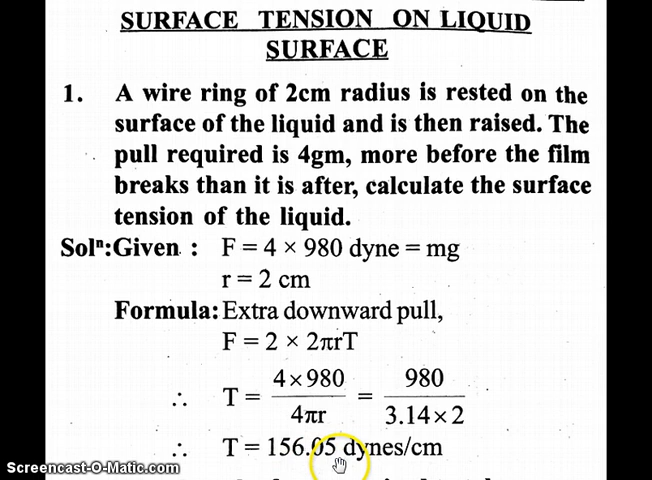 SURFACE TENSION ON LIQUID
SURFACE
1. A wire ring of 2cm radius is rested on the
surface of the liquid and is then raised. The
pull required is 4gm, more before the film
breaks than it is after, calculate the surface
tension of the liquid.
Solⁿ:Given : F = 4 × 980 dyne = mg
r = 2 cm
Formula: Extra downward pull,
F = 2 × 2πrT
∴ T = 4×980 / 4πr = 980 / 3.14×2
∴ T = 156.05 dynes/cm
Screencast-O-Matic.com